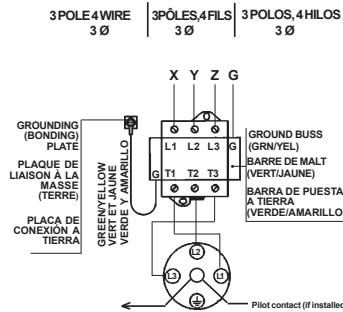 3 POLE 4 WIRE
3 Ø
3PÔLES,4 FILS
3 Ø
3 POLOS, 4 HILOS
3 Ø
X Y Z G
L1 L2 L3 G
G T1 T2 T3
GROUNDING
(BONDING)
PLATE
PLAQUE DE
LIAISON À LA
MASSE
(TERRE)
PLACA DE
CONEXIÓN A
TIERRA
GREEN/YELLOW
VERT ET JAUNE
VERDE Y AMARILLO
GROUND BUSS
(GRN/YEL)
BARRE DE MALT
(VERT/JAUNE)
BARRA DE PUESTA
A TIERRA
(VERDE/AMARILLO
L2
L3
L1
Pilot contact (if installed